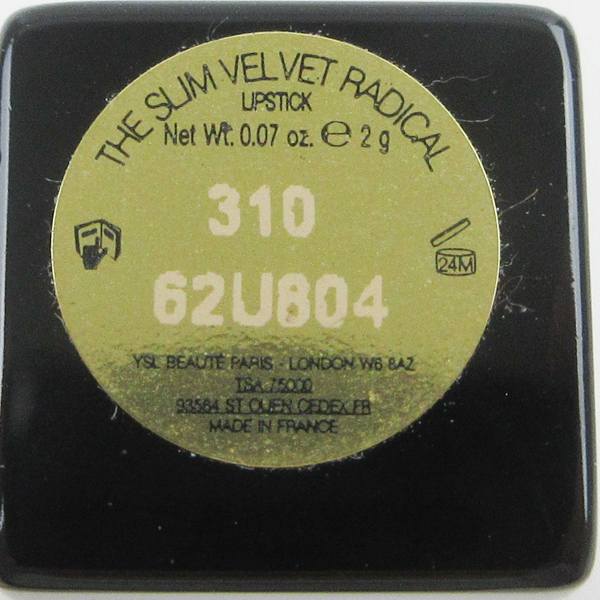 THE SLIM VELVET RADICAL
LIPSTICK
Net Wt. 0.07 oz. ℮ 2 g
310
24M
62U804
YSL BEAUTÉ PARIS - LONDON W6 8AZ
TSA 75000
93584 ST OUEN CEDEX FR
MADE IN FRANCE